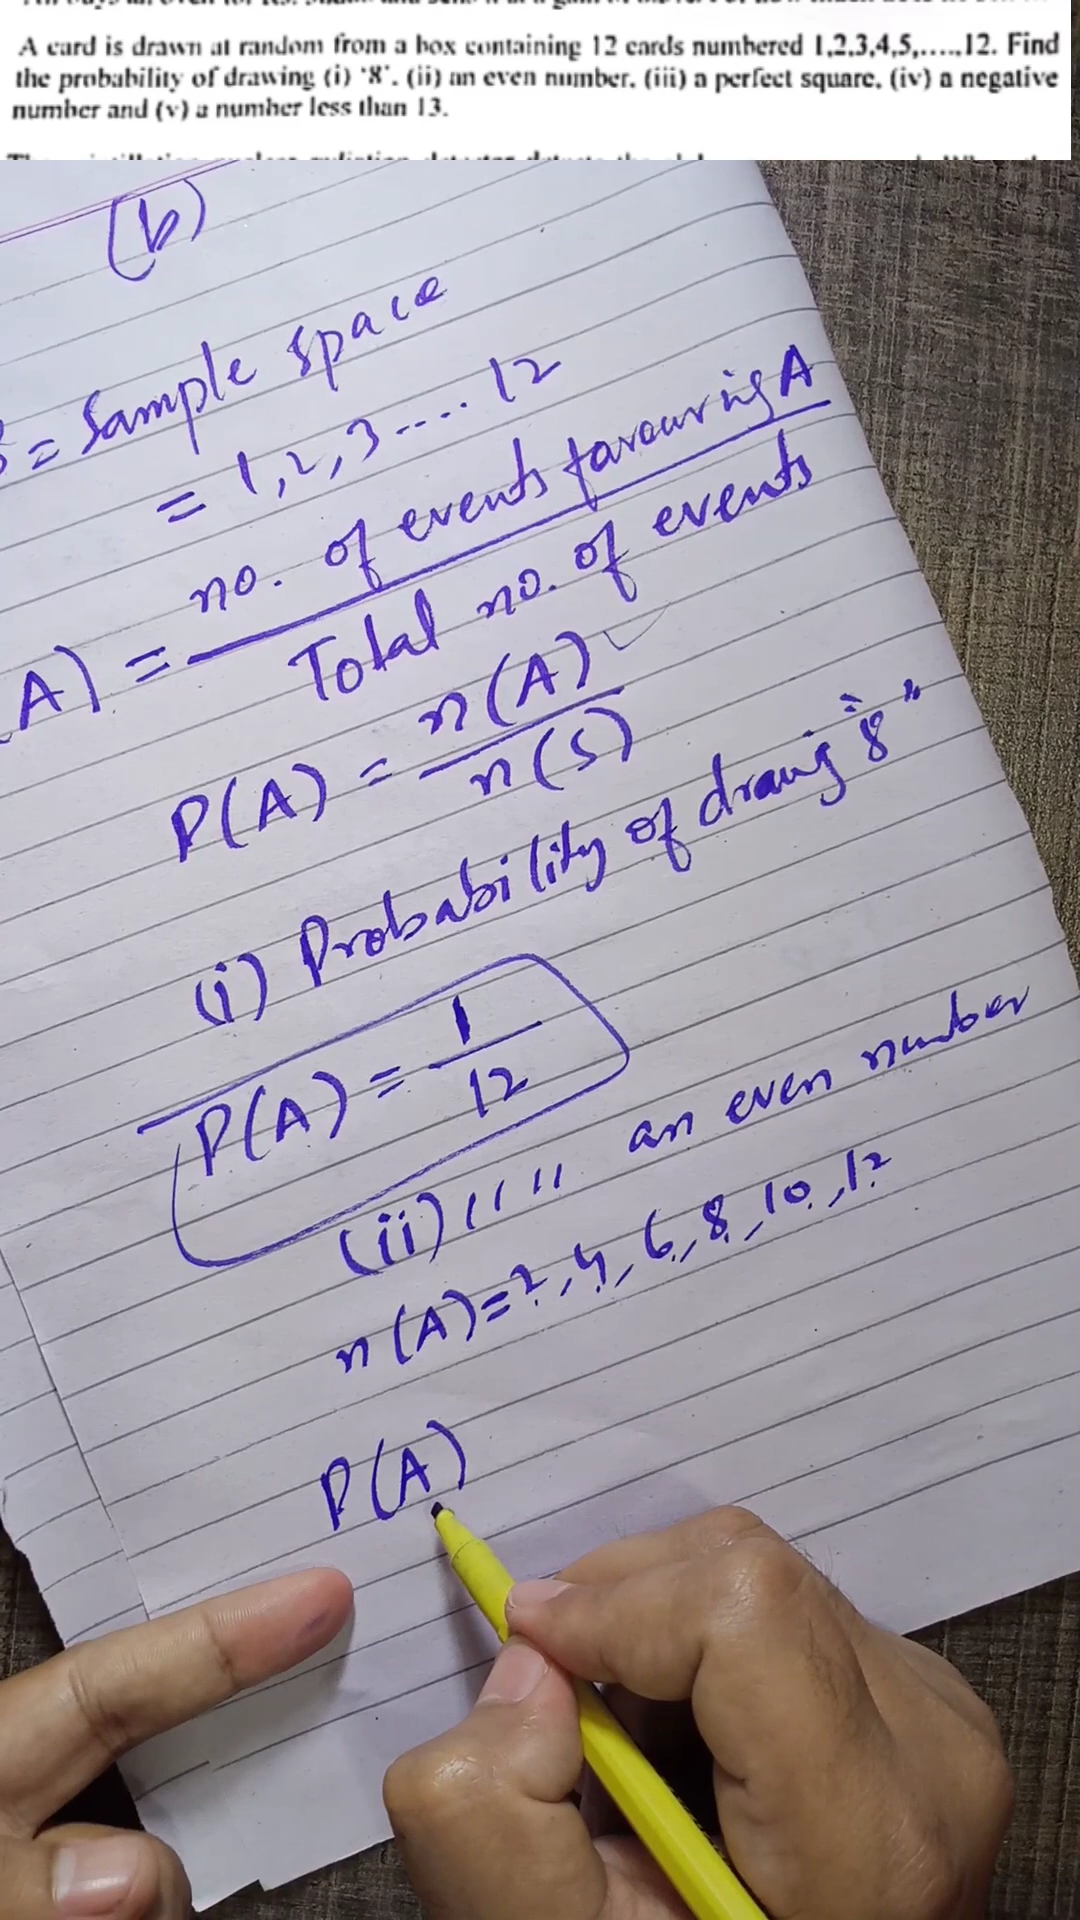 A card is drawn at random from a box containing 12 cards numbered 1,2,3,4,5,.....12. Find
the probability of drawing (i) '8'. (ii) an even number. (iii) a perfect square. (iv) a negative
number and (v) a number less than 13.
(b)
= Sample space
= 1, 2, 3 .... 12
no. of events favouring A
A) =
Total no. of events
P(A) = n(A)
n(S)
(i) Probability of drawig "8"
P(A) = 1
12
(ii) " " an even number
n(A) = 2, 4, 6, 8, 10, 12
P(A)